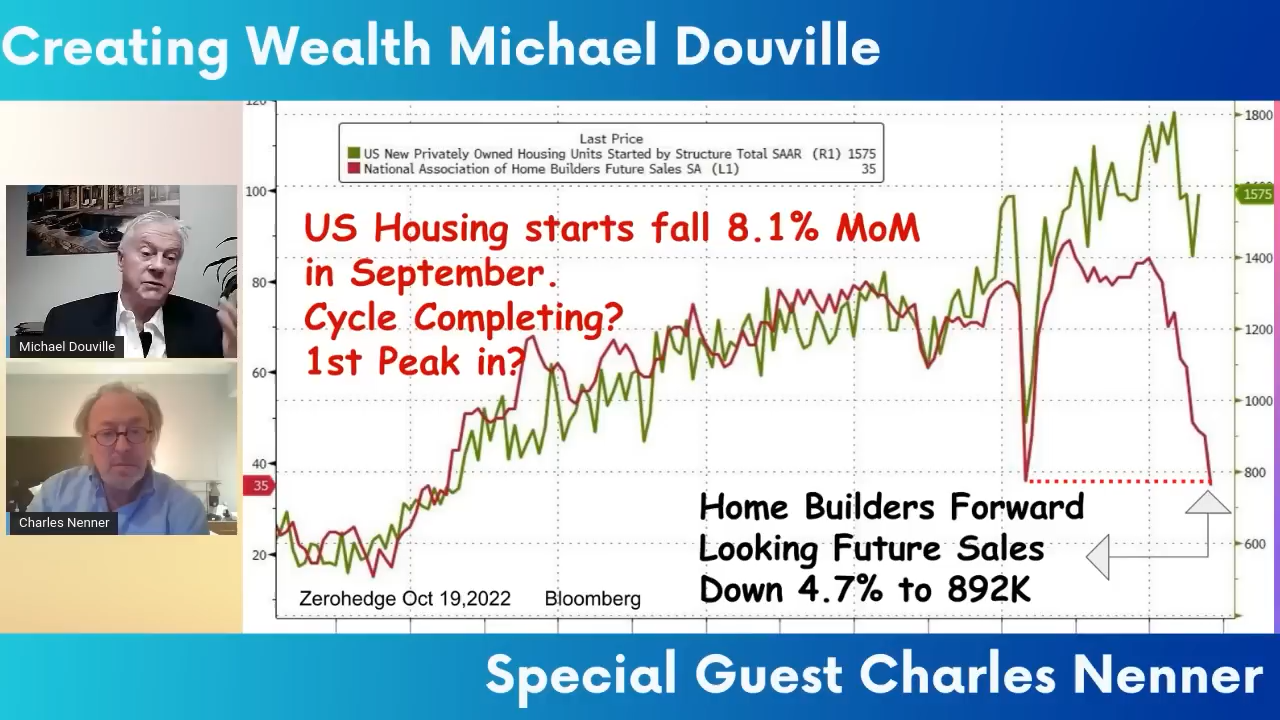 Creating Wealth Michael Douville
120
100
80
60
40
35
20
Last Price
US New Privately Owned Housing Units Started by Structure Total SAAR (R1) 1575
National Association of Home Builders Future Sales SA (L1) 35
US Housing starts fall 8.1% MoM
in September.
Cycle Completing?
1st Peak in?
1800
1600
1575
1400
1200
1000
800
600
Home Builders Forward
Looking Future Sales
Down 4.7% to 892K
Zerohedge Oct 19,2022 Bloomberg
Michael Douville
Charles Nenner
Special Guest Charles Nenner